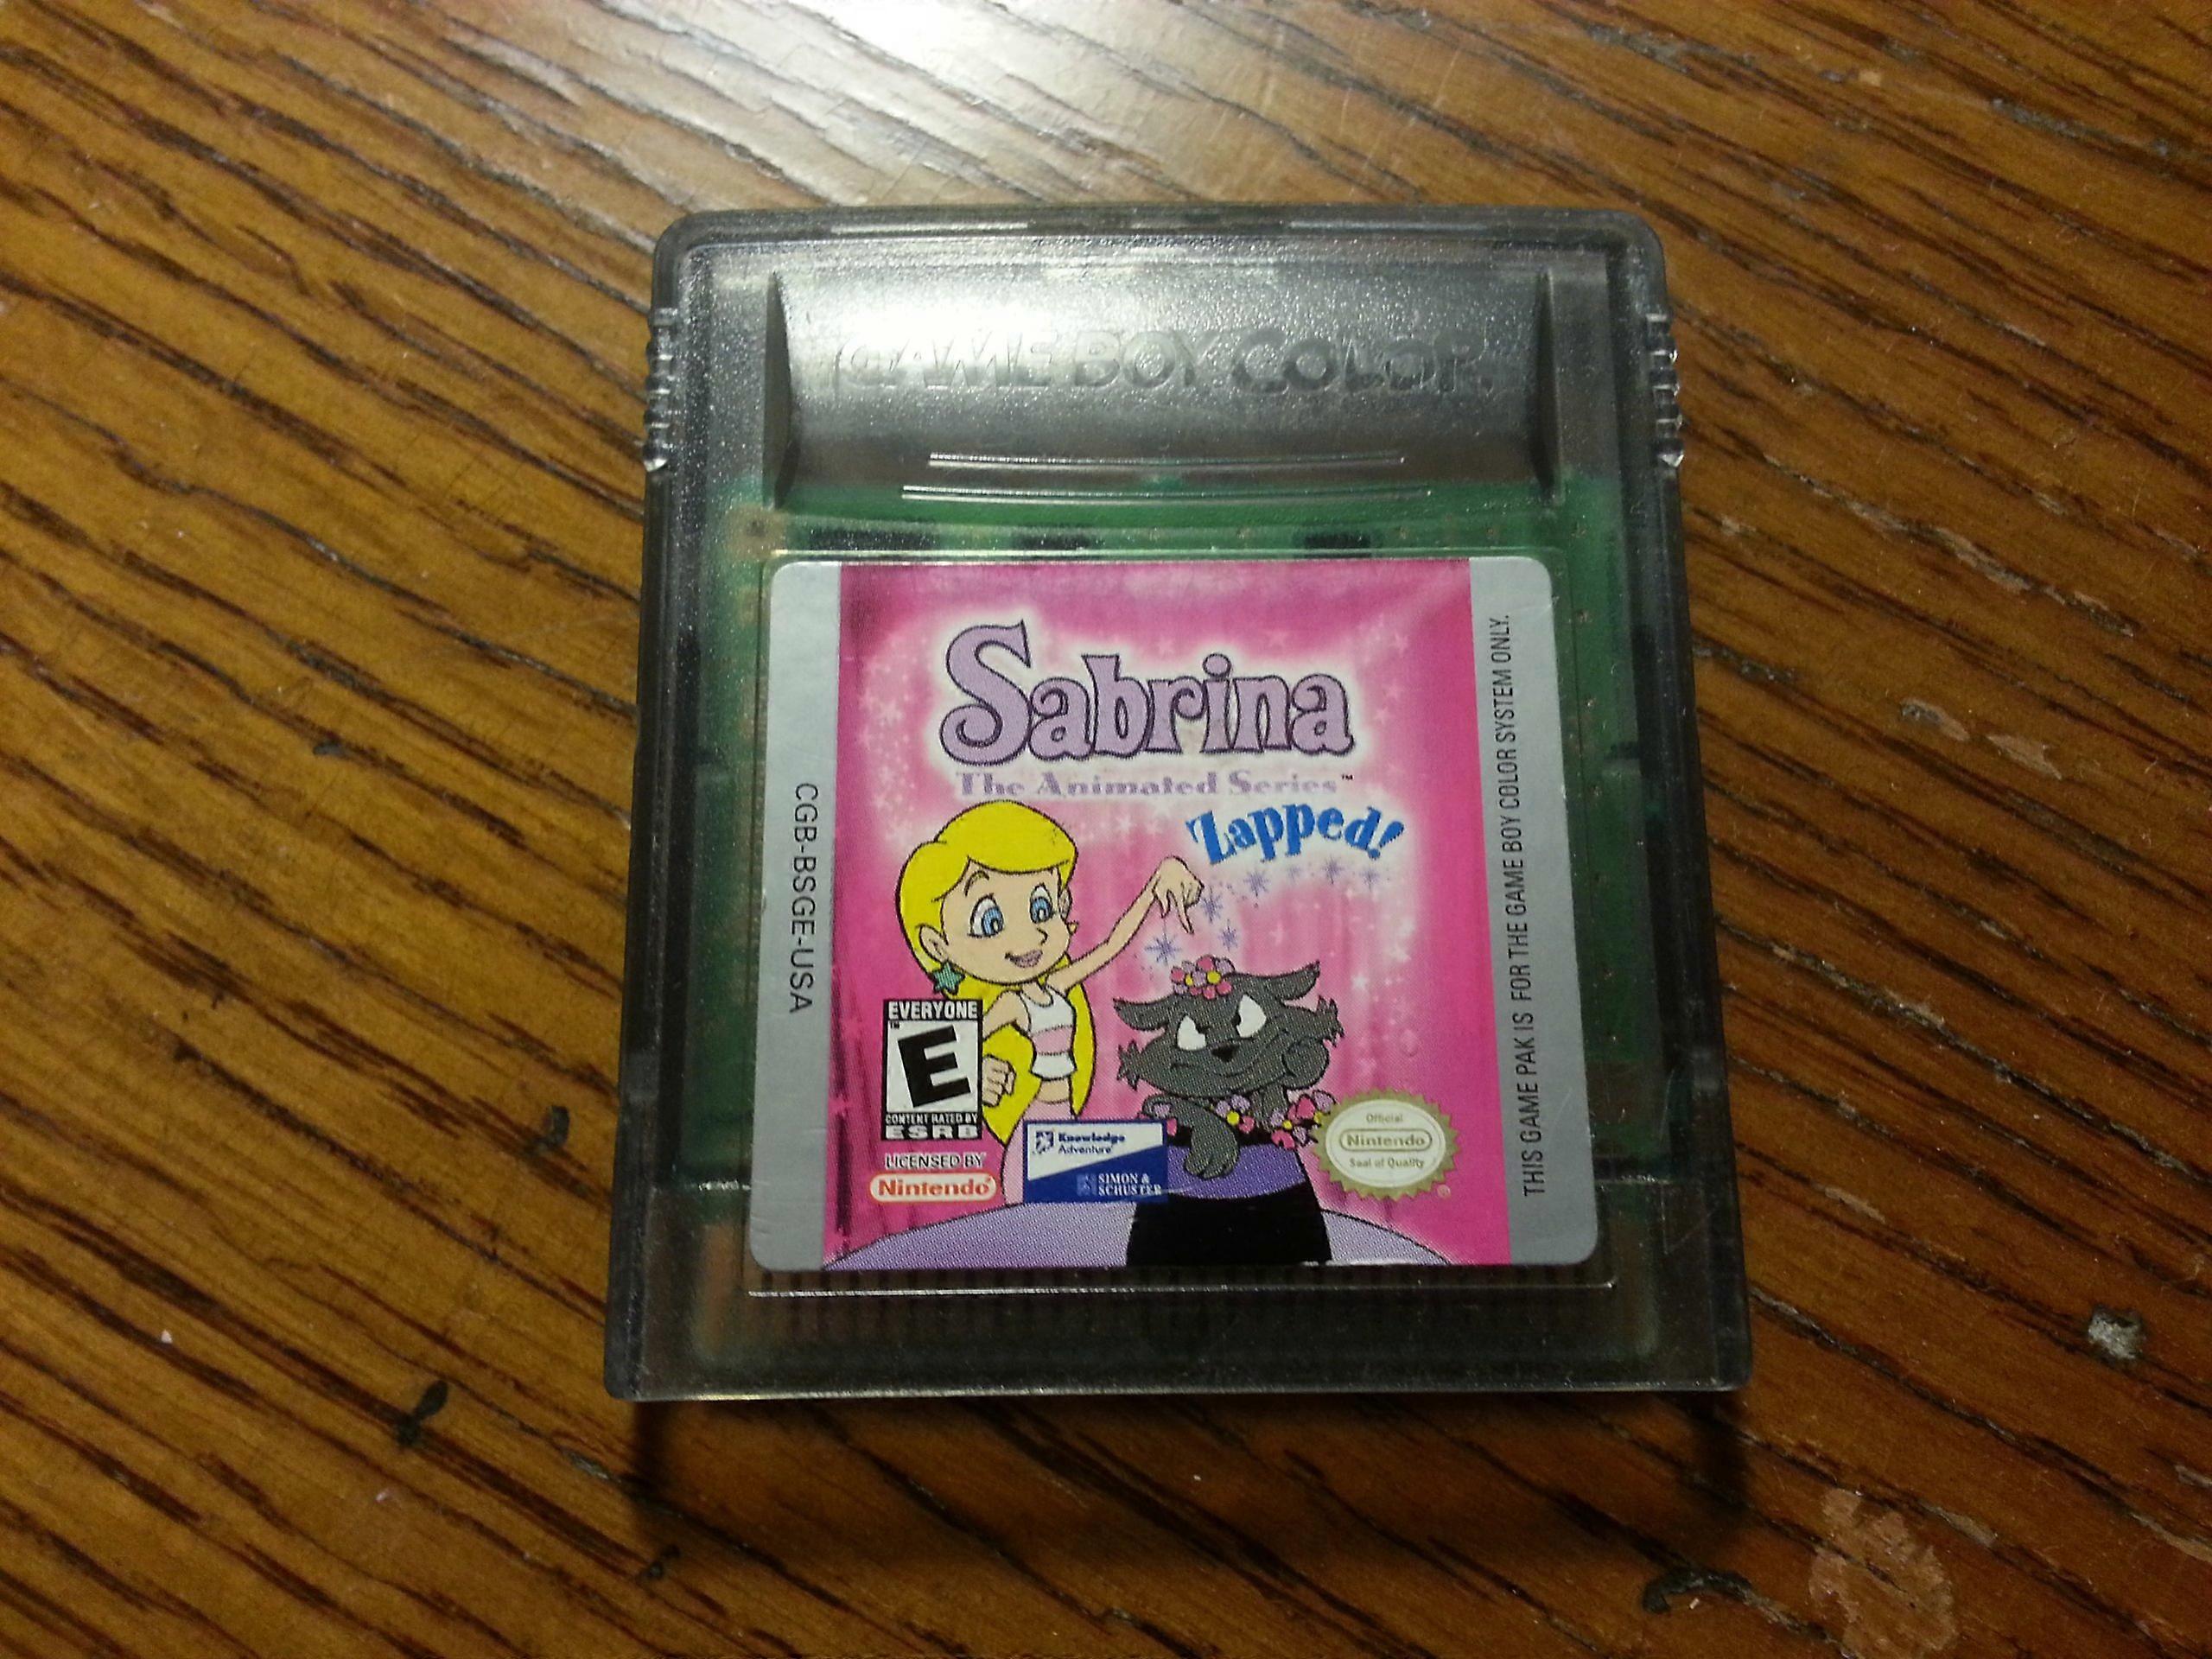 GAME BOY COLOR
Sabrina
The Animated Series™
Zapped!
CGB-BSGE-USA
THIS GAME PAK IS FOR THE GAME BOY COLOR SYSTEM ONLY.
EVERYONE
E
CONTENT RATED BY
ESRB
LICENSED BY
Nintendo®
Knowledge
Adventure®
SIMON &
SCHUSTER
Official
Nintendo
Seal of Quality
®